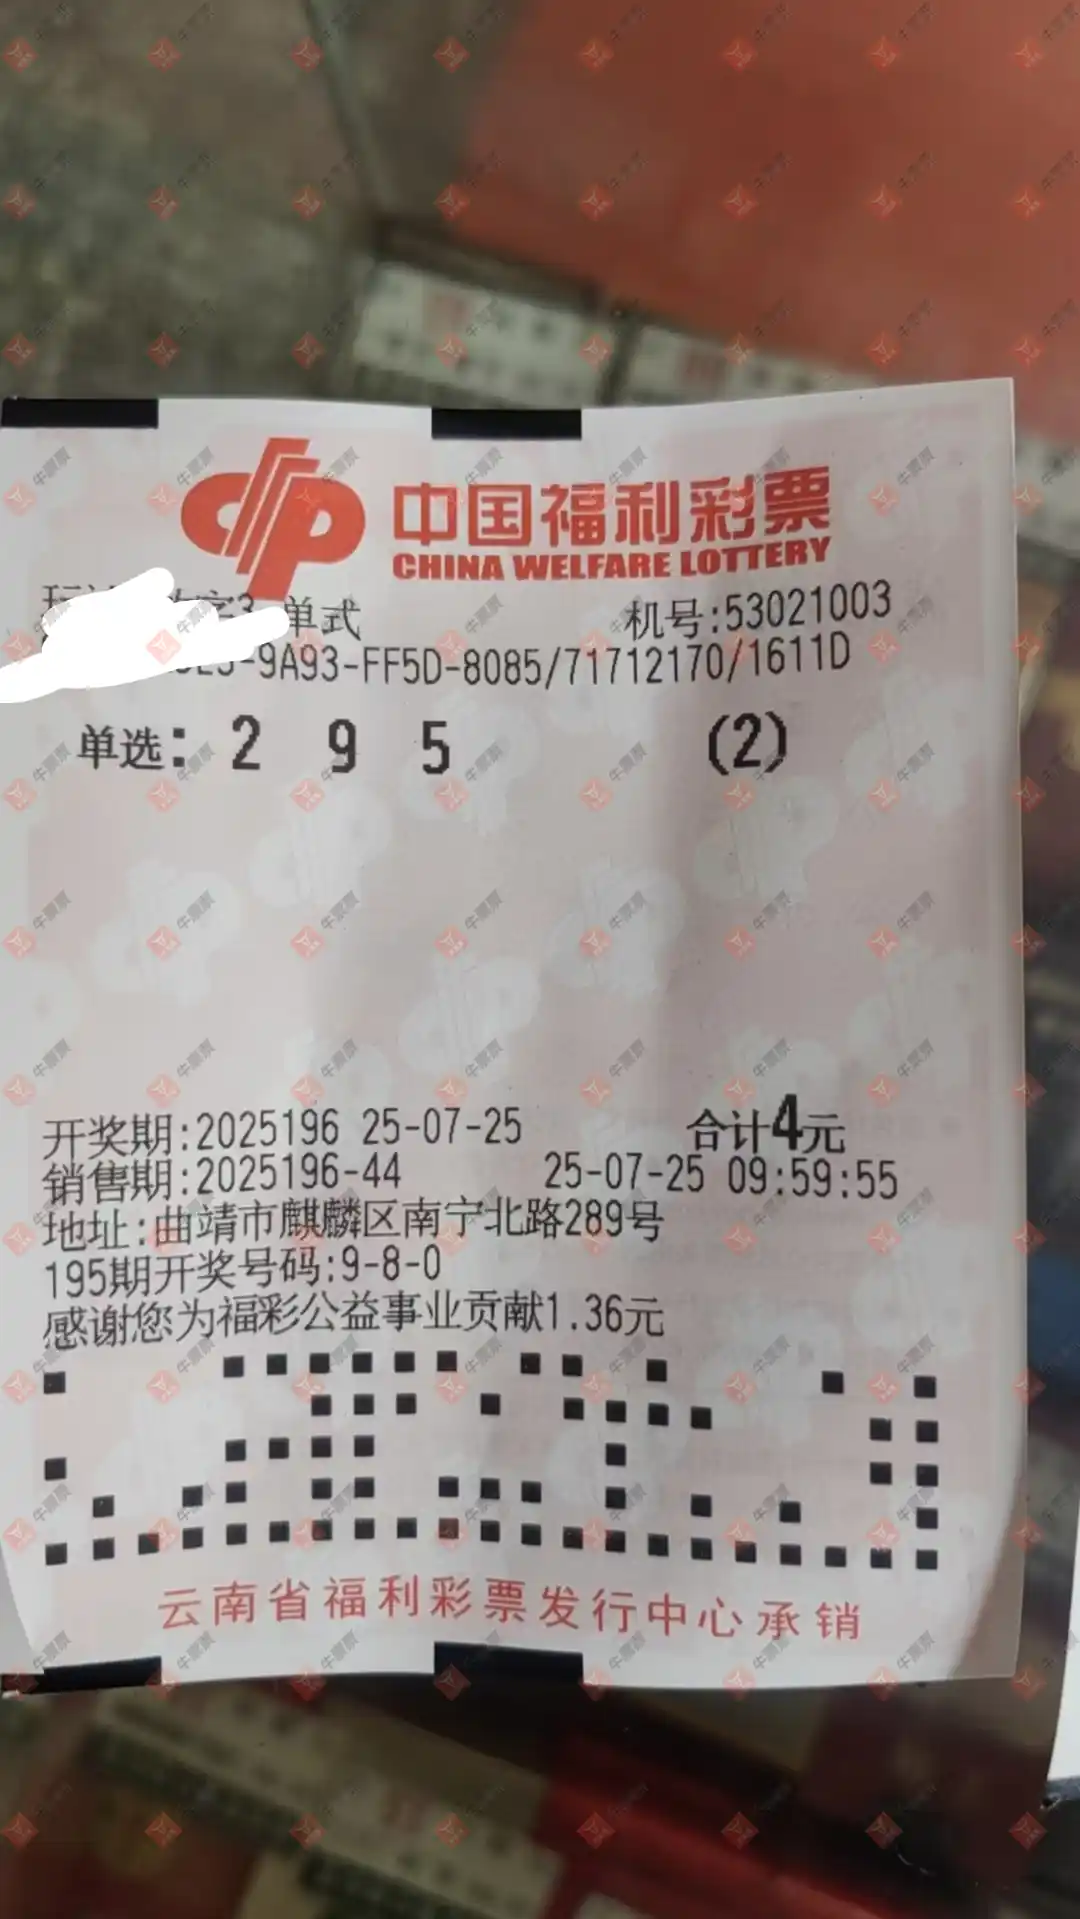 中国福利彩票
CHINA WELFARE LOTTERY
单式 机号:53021003
-9A93-FF5D-8085/71712170/1611D
单选: 2 9 5 (2)
开奖期:2025196 25-07-25 合计4元
销售期:2025196-44 25-07-25 09:59:55
地址:曲靖市麒麟区南宁北路289号
195期开奖号码:9-8-0
感谢您为福彩公益事业贡献1.36元
云南省福利彩票发行中心承销